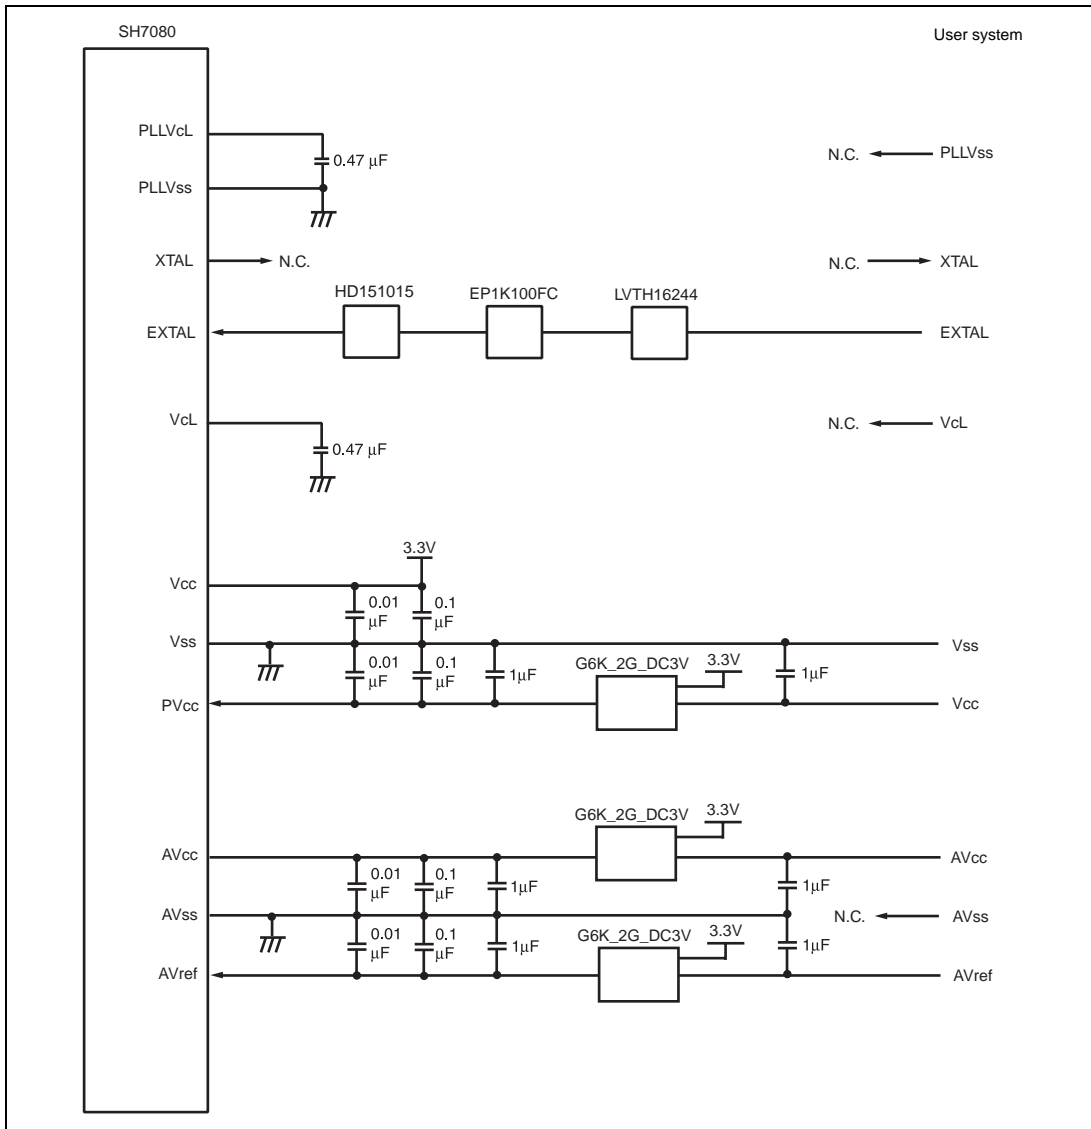 SH7080
User system
PLLVcL
0.47 µF
N.C.
PLLVss
PLLVss
XTAL
N.C.
N.C.
XTAL
HD151015
EP1K100FC
LVTH16244
EXTAL
EXTAL
VcL
N.C.
VcL
0.47 µF
3.3V
Vcc
0.01
µF
0.1
µF
Vss
Vss
0.01
µF
0.1
µF
1µF
G6K_2G_DC3V
3.3V
1µF
PVcc
Vcc
G6K_2G_DC3V
3.3V
AVcc
AVcc
0.01
µF
0.1
µF
1µF
1µF
AVss
N.C.
AVss
0.01
µF
0.1
µF
1µF
G6K_2G_DC3V
3.3V
1µF
AVref
AVref